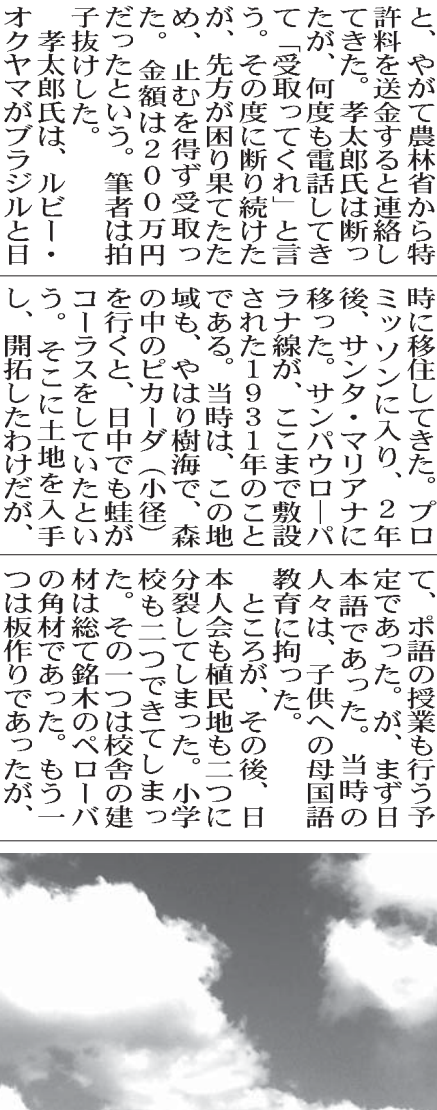 と、やがて農林省から特
許料を送金すると連絡し
てきた。孝太郎氏は断っ
たが、何度も電話してき
て「受取ってくれ」と言
う。その度に断り続けた
が、先方が困り果てたた
め、止むを得ず受取っ
た。金額は２００万円
だったという。筆者は拍
子抜けした。
　孝太郎氏は、ルビー・
オクヤマがブラジルと日
時に移住してきた。プロ
ミッソンに入り、２年
後、サンタ・マリアナに
移った。サンパウロ―パ
ラナ線が、ここまで敷設
された１９３１年のこと
である。当時は、この地
域も、やはり樹海で、森
の中のピカーダ（小径）
を行くと、日中でも蛙が
コーラスをしていたとい
う。そこに土地を入手
し、開拓したわけだが、
て、ポ語の授業も行う予
定であった。が、まず日
本語であった。当時の
人々は、子供への母国語
教育に拘った。
　ところが、その後、日
本人会も植民地も二つに
分裂してしまった。小学
校も二つできてしまっ
た。その一つは校舎の建
材は総て銘木のペローバ
の角材であった。もう一
つは板作りであったが、